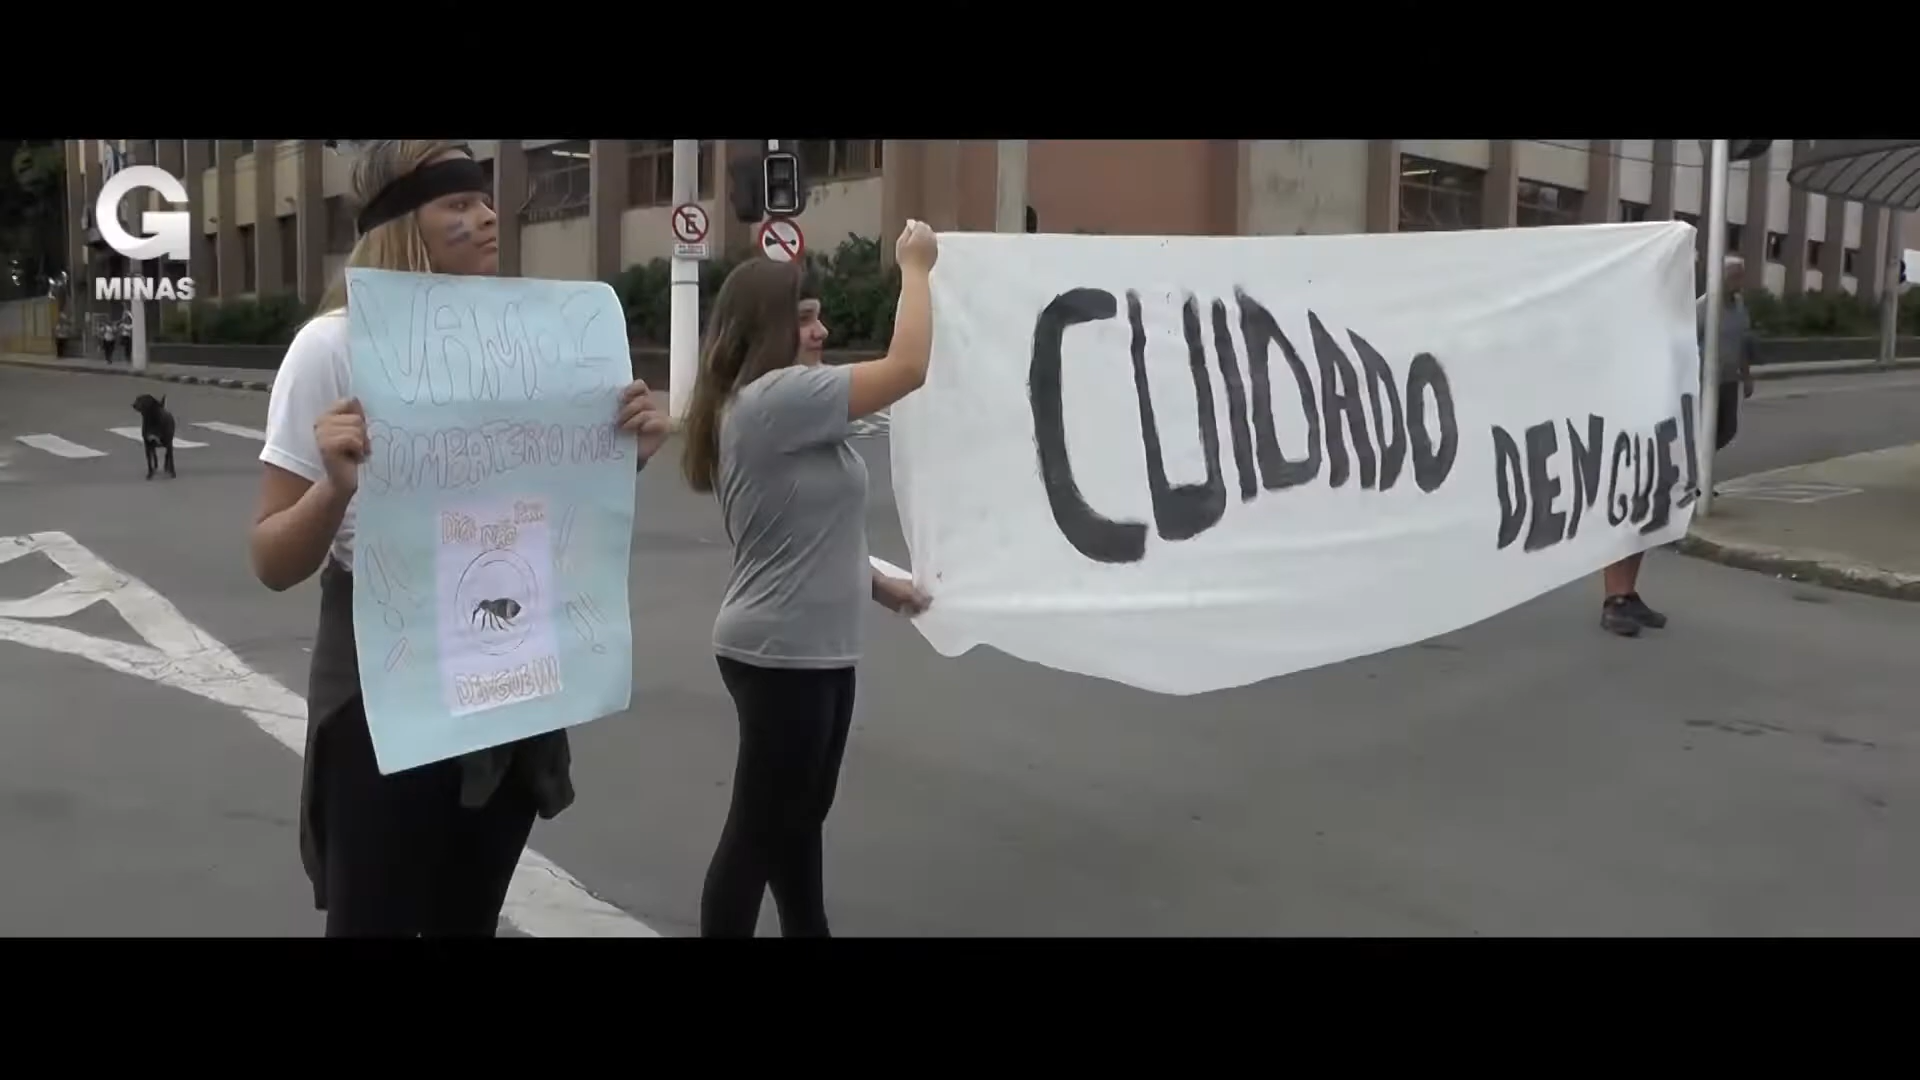 G
MINAS
VAMOS
COMBATER O MAL
DIGA NÃO PARA
DENGUE!!!
CUIDADO
DENGUE!
E